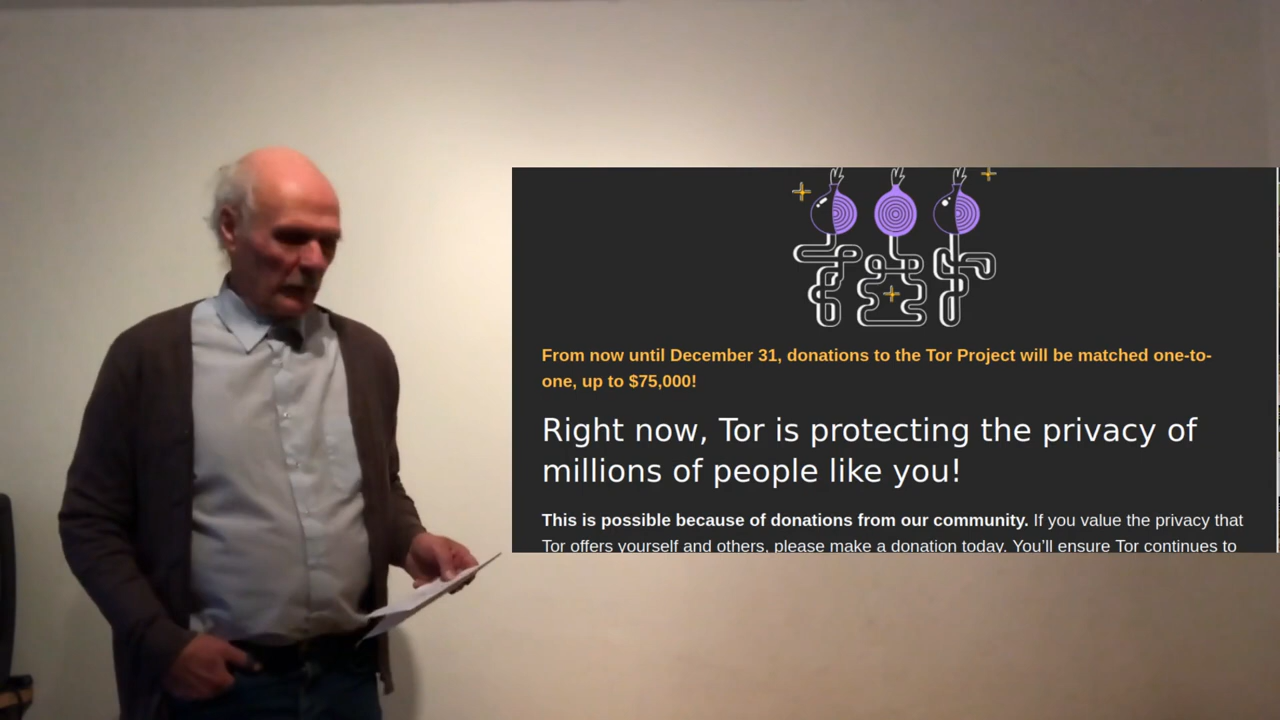 From now until December 31, donations to the Tor Project will be matched one-to-
one, up to $75,000!
Right now, Tor is protecting the privacy of
millions of people like you!
This is possible because of donations from our community. If you value the privacy that
Tor offers yourself and others, please make a donation today. You’ll ensure Tor continues to